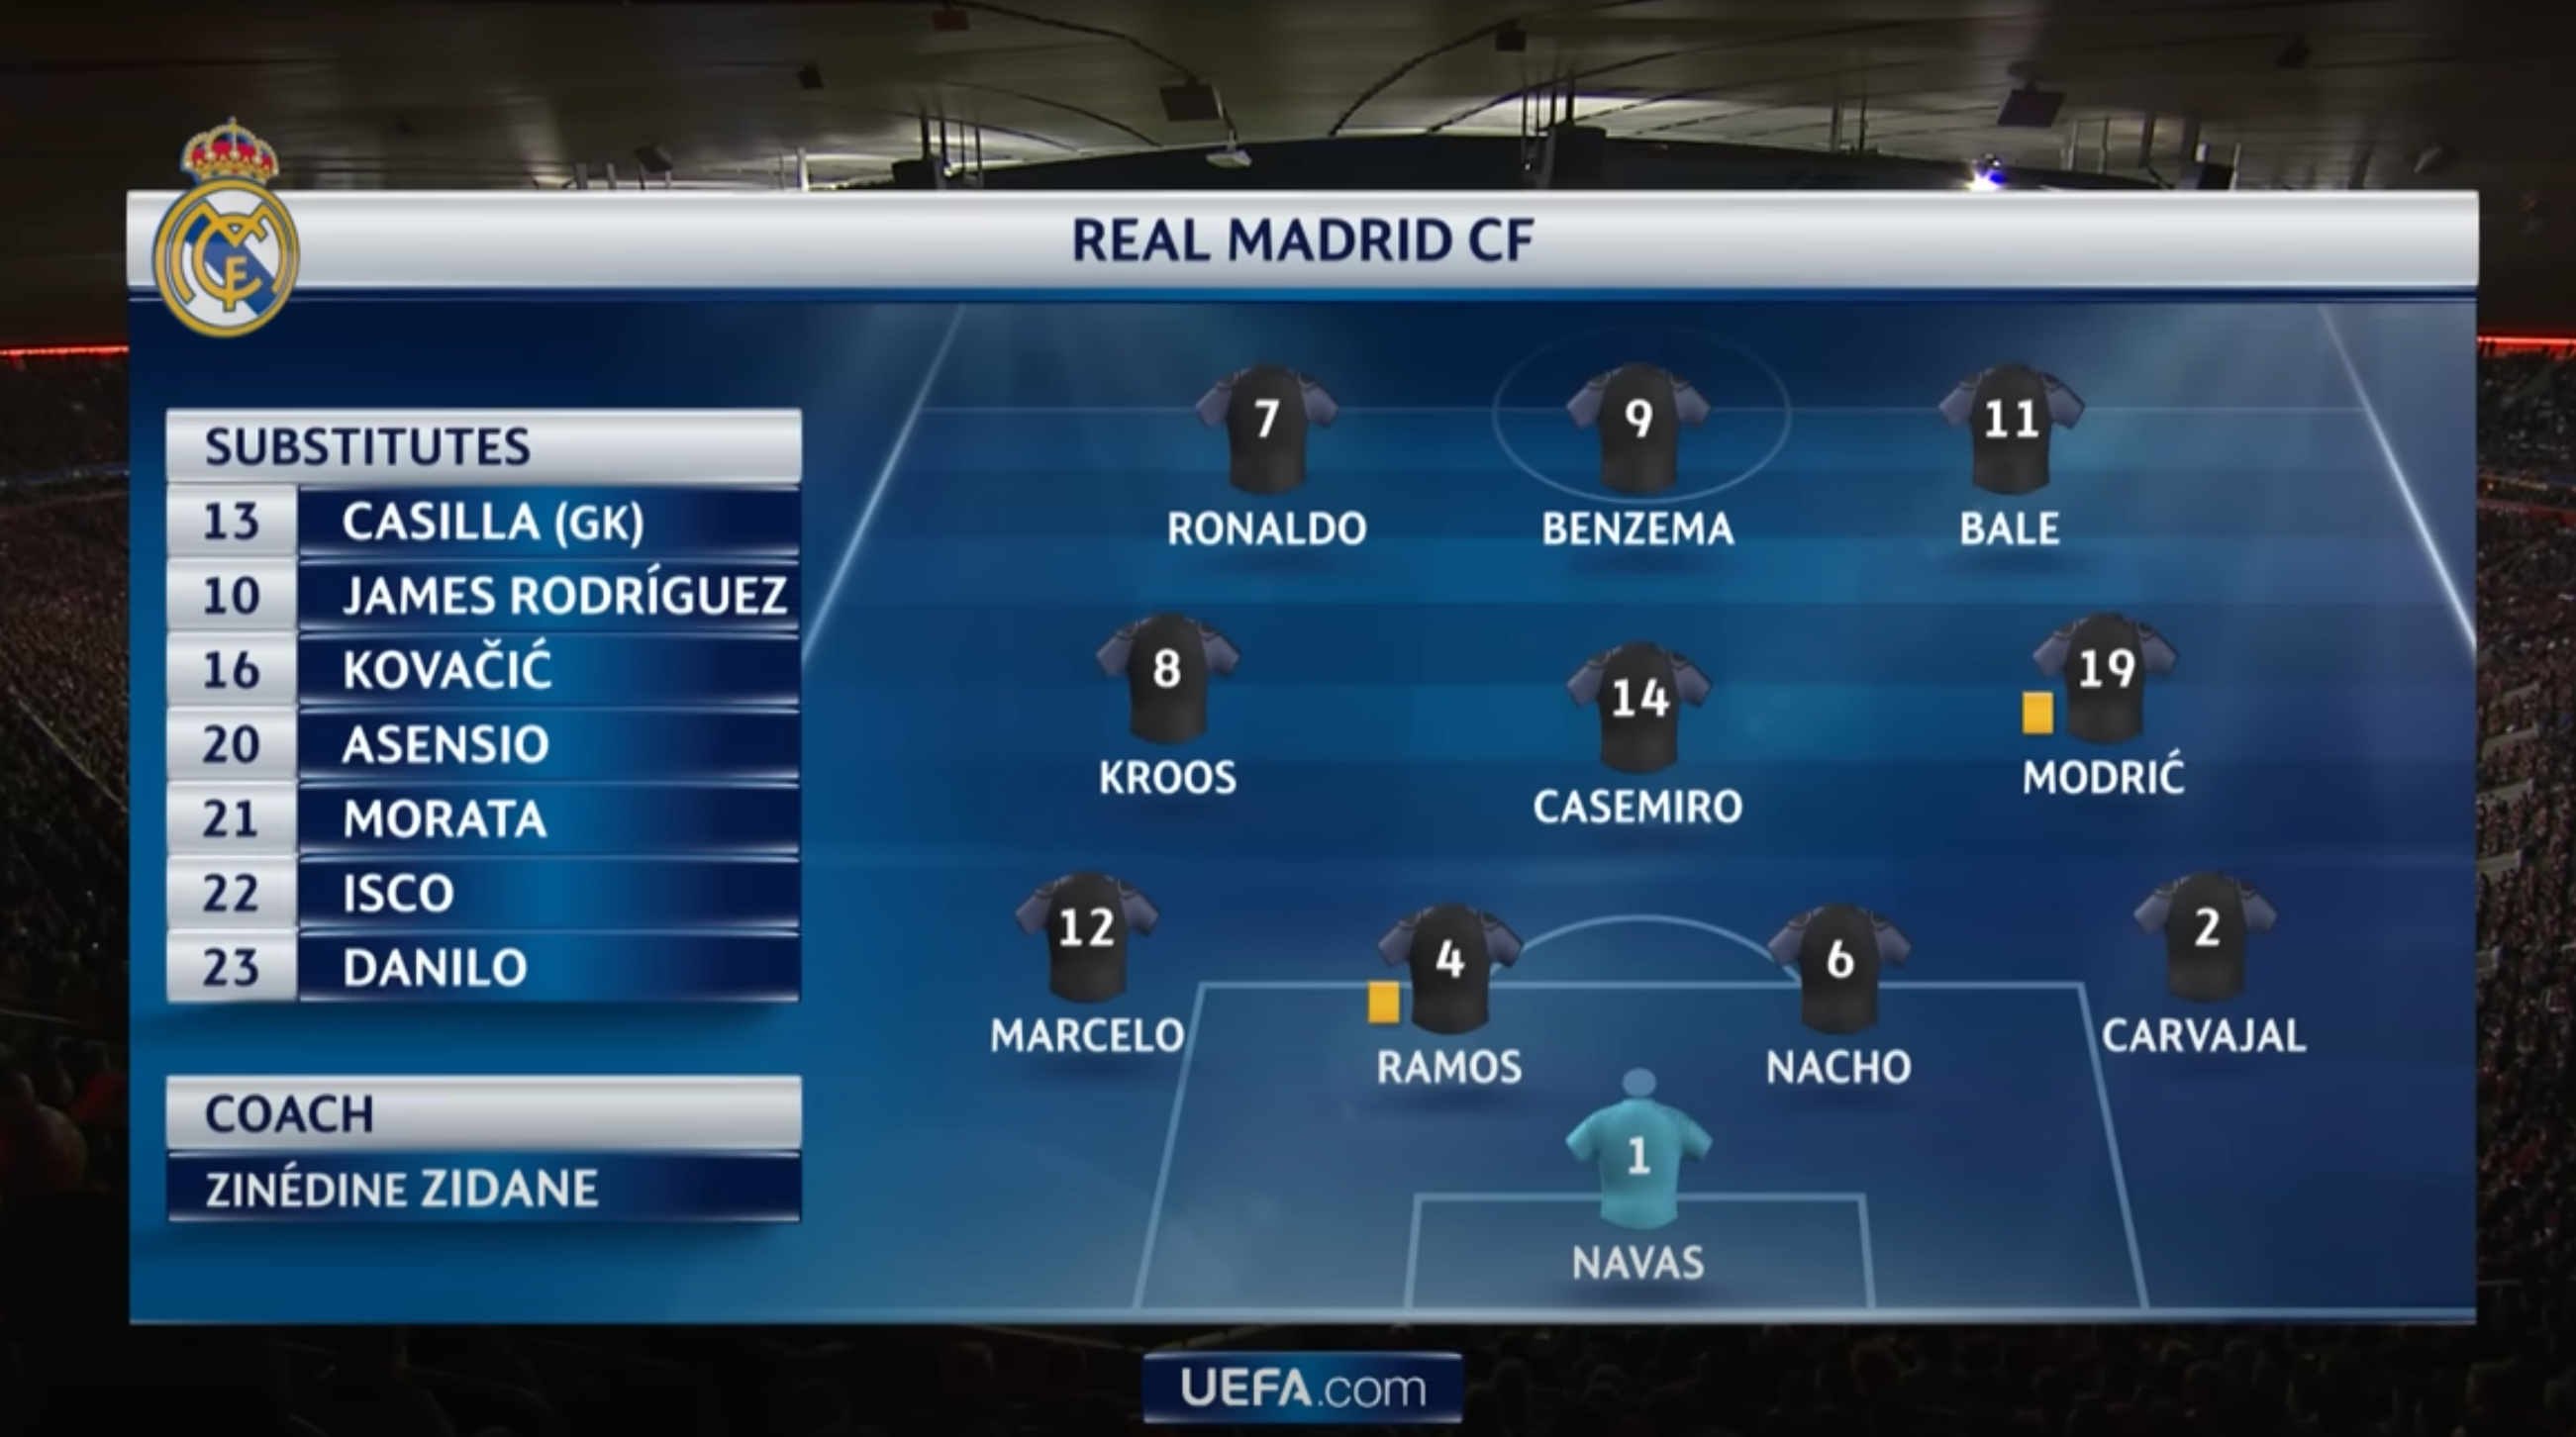 REAL MADRID CF
SUBSTITUTES
13 CASILLA (GK)
10 JAMES RODRÍGUEZ
16 KOVAČIĆ
20 ASENSIO
21 MORATA
22 ISCO
23 DANILO
COACH
ZINÉDINE ZIDANE
7 9 11
RONALDO BENZEMA BALE
8 14 19
KROOS CASEMIRO MODRIĆ
12 4 6 2
MARCELO RAMOS NACHO CARVAJAL
1
NAVAS
UEFA.com